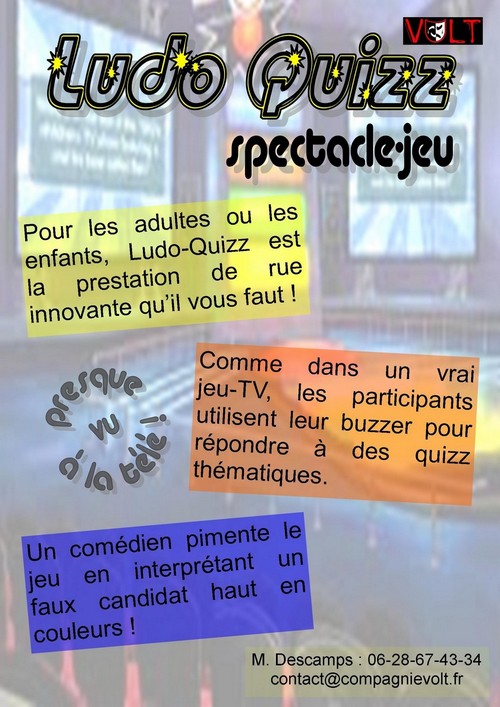 VOLT
Ludo Quizz
spectacle-jeu
Pour les adultes ou les
enfants, Ludo-Quizz est
la prestation de rue
innovante qu'il vous faut !
Comme dans un vrai
jeu-TV, les participants
utilisent leur buzzer pour
répondre à des quizz
thématiques.
presque
vu
à la télé !
Un comédien pimente le
jeu en interprétant un
faux candidat haut en
couleurs !
M. Descamps : 06-28-67-43-34
contact@compagnievolt.fr